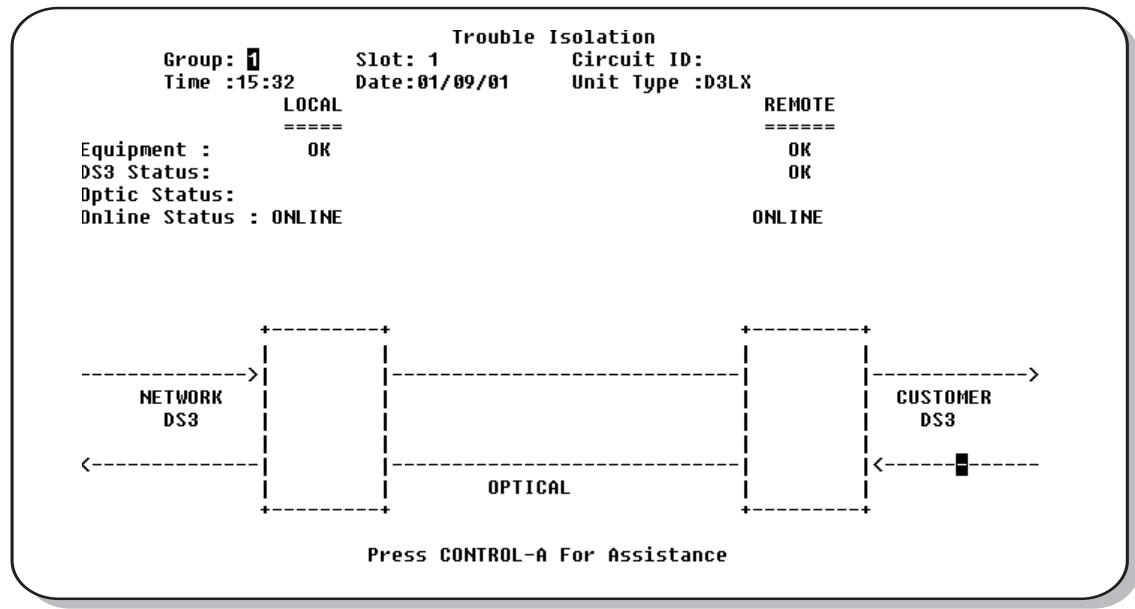 Trouble Isolation
Group: 1 Slot: 1 Circuit ID:
Time :15:32 Date:01/09/01 Unit Type :D3LX
LOCAL REMOTE
===== ======
Equipment : OK OK
DS3 Status: OK
Optic Status:
Online Status : ONLINE ONLINE
NETWORK CUSTOMER
DS3 DS3
OPTICAL
Press CONTROL-A For Assistance